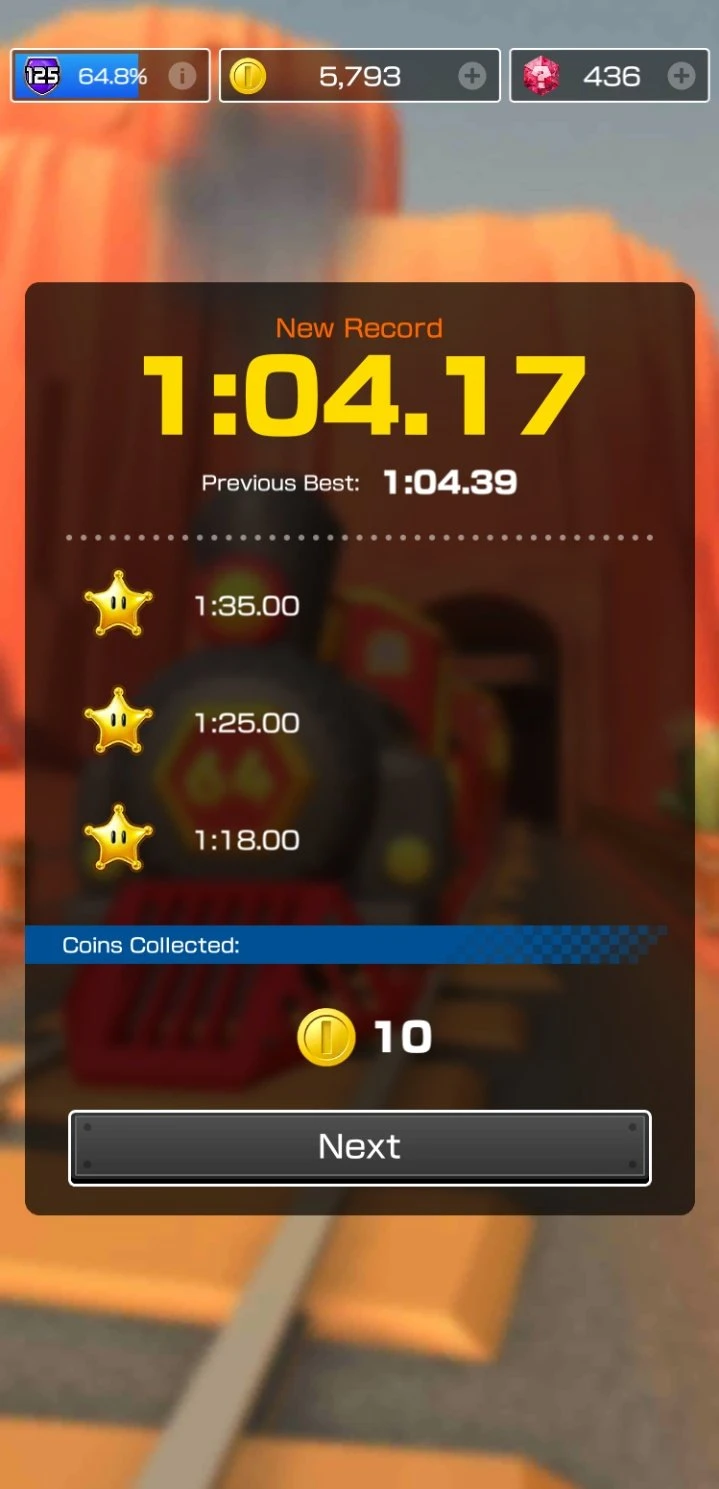 125 64.8% i 5,793 + ? 436 +
New Record
1:04.17
Previous Best: 1:04.39
1:35.00
1:25.00
64
1:18.00
Coins Collected:
10
Next